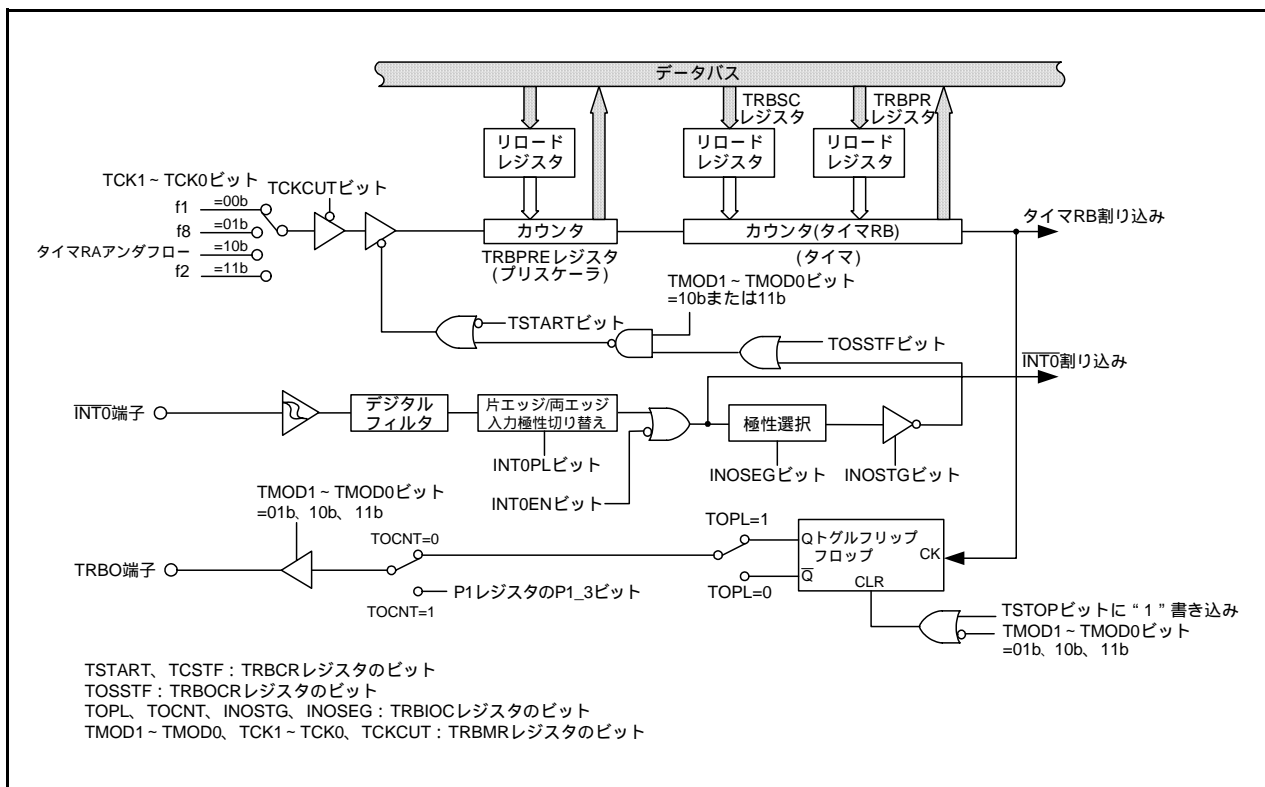 データバス
TRBSC
レジスタ
TRBPR
レジスタ
リロード
レジスタ
リロード
レジスタ
リロード
レジスタ
TCK1~TCK0ビット
TCKCUTビット
f1
=00b
f8
=01b
タイマRAアンダフロー
=10b
f2
=11b
カウンタ
TRBPREレジスタ
(プリスケーラ)
カウンタ(タイマRB)
(タイマ)
タイマRB割り込み
TMOD1~TMOD0ビット
=10bまたは11b
TSTARTビット
TOSSTFビット
INT0割り込み
INT0端子
デジタル
フィルタ
片エッジ/両エッジ
入力極性切り替え
極性選択
INT0PLビット
INOSEGビット
INOSTGビット
INT0ENビット
TMOD1~TMOD0ビット
=01b、10b、11b
TOCNT=0
TOPL=1
Qトグルフリップ
フロップ
CK
Q
CLR
TRBO端子
P1レジスタのP1_3ビット
TOCNT=1
TOPL=0
TSTOPビットに“1”書き込み
TMOD1~TMOD0ビット
=01b、10b、11b
TSTART、TCSTF:TRBCRレジスタのビット
TOSSTF:TRBOCRレジスタのビット
TOPL、TOCNT、INOSTG、INOSEG:TRBIOCレジスタのビット
TMOD1~TMOD0、TCK1~TCK0、TCKCUT:TRBMRレジスタのビット